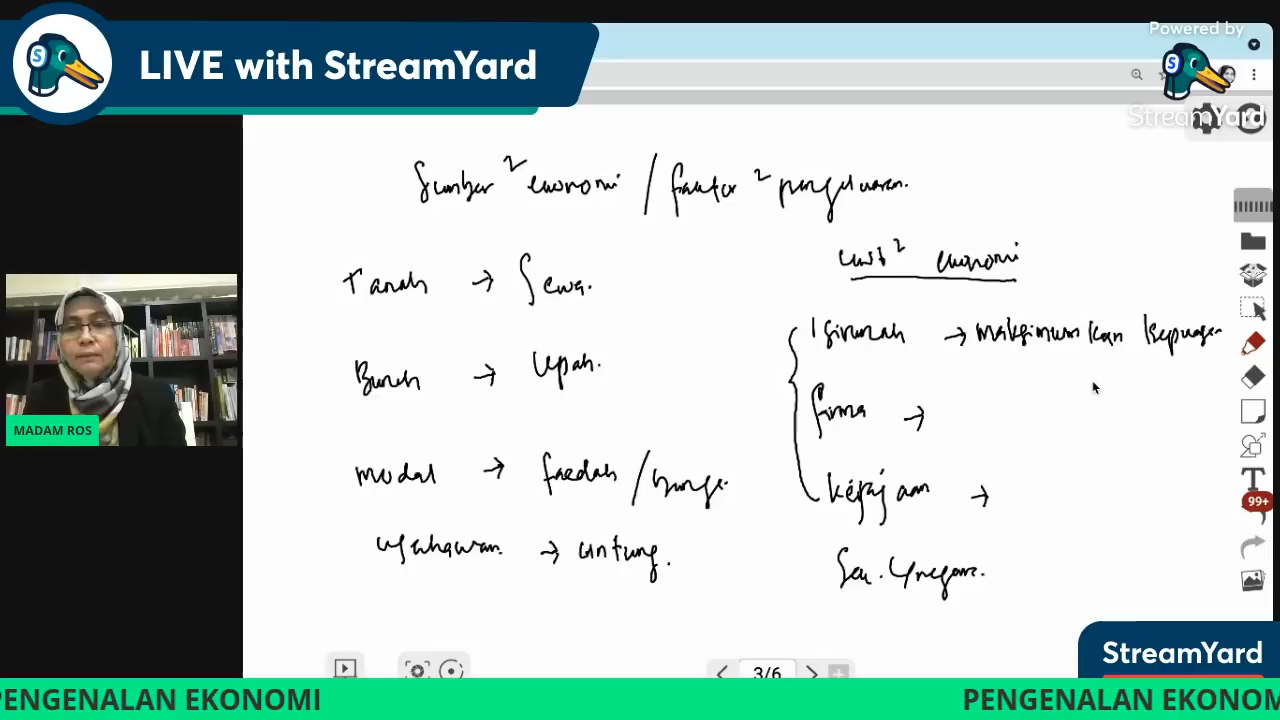 Powered by
LIVE with StreamYard
StreamYard
Sumber² ekonomi / faktor² pengeluaran.
Tanah → Sewa.
Buruh → Upah.
modal → faedah / bunga.
usahawan → untung.
unit² ekonomi
Isirumah → maksimumkan kepuasan
firma →
kerajaan →
Sek. Luar negara.
MADAM ROS
99+
3/6
StreamYard
PENGENALAN EKONOMI
PENGENALAN EKONOM